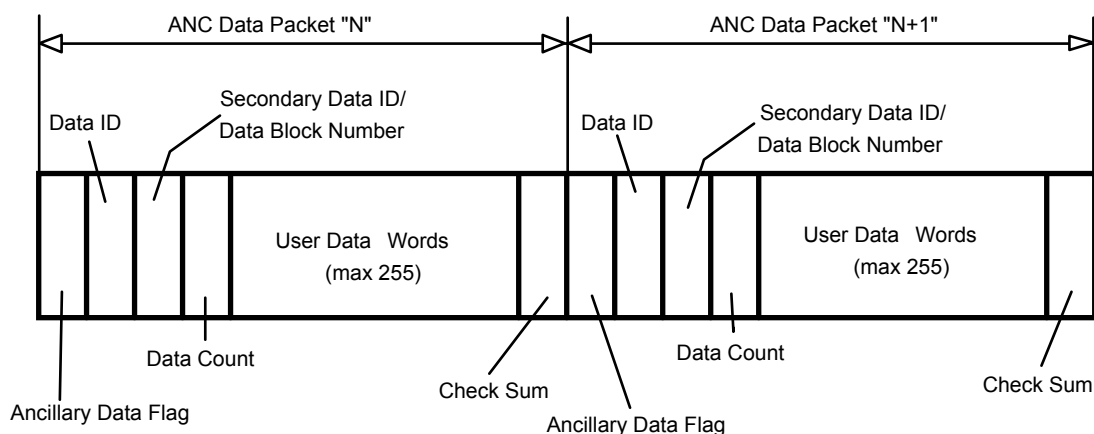 ANC Data Packet "N"
ANC Data Packet "N+1"
Secondary Data ID/
Data Block Number
Data ID
Secondary Data ID/
Data Block Number
Data ID
User Data Words
(max 255)
User Data Words
(max 255)
Data Count
Data Count
Check Sum
Check Sum
Ancillary Data Flag
Ancillary Data Flag